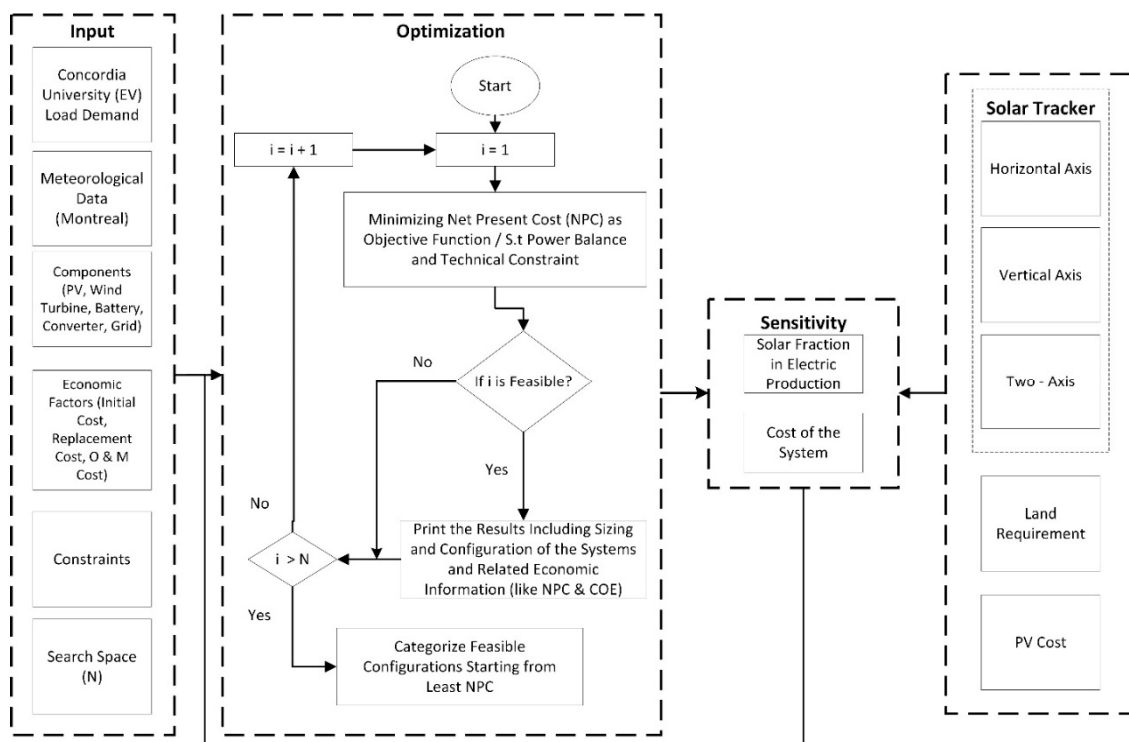 Input
Concordia
University (EV)
Load Demand
Meteorological
Data
(Montreal)
Components
(PV, Wind
Turbine, Battery,
Converter, Grid)
Economic
Factors (Initial
Cost,
Replacement
Cost, O & M
Cost)
Constraints
Search Space
(N)
Optimization
Start
i = i + 1
i = 1
Minimizing Net Present Cost (NPC) as
Objective Function / S.t Power Balance
and Technical Constraint
No
If i is Feasible?
Yes
No
Print the Results Including Sizing
and Configuration of the Systems
and Related Economic
Information (like NPC & COE)
i > N
Yes
Categorize Feasible
Configurations Starting from
Least NPC
Sensitivity
Solar Fraction
in Electric
Production
Cost of the
System
Solar Tracker
Horizontal Axis
Vertical Axis
Two - Axis
Land
Requirement
PV Cost